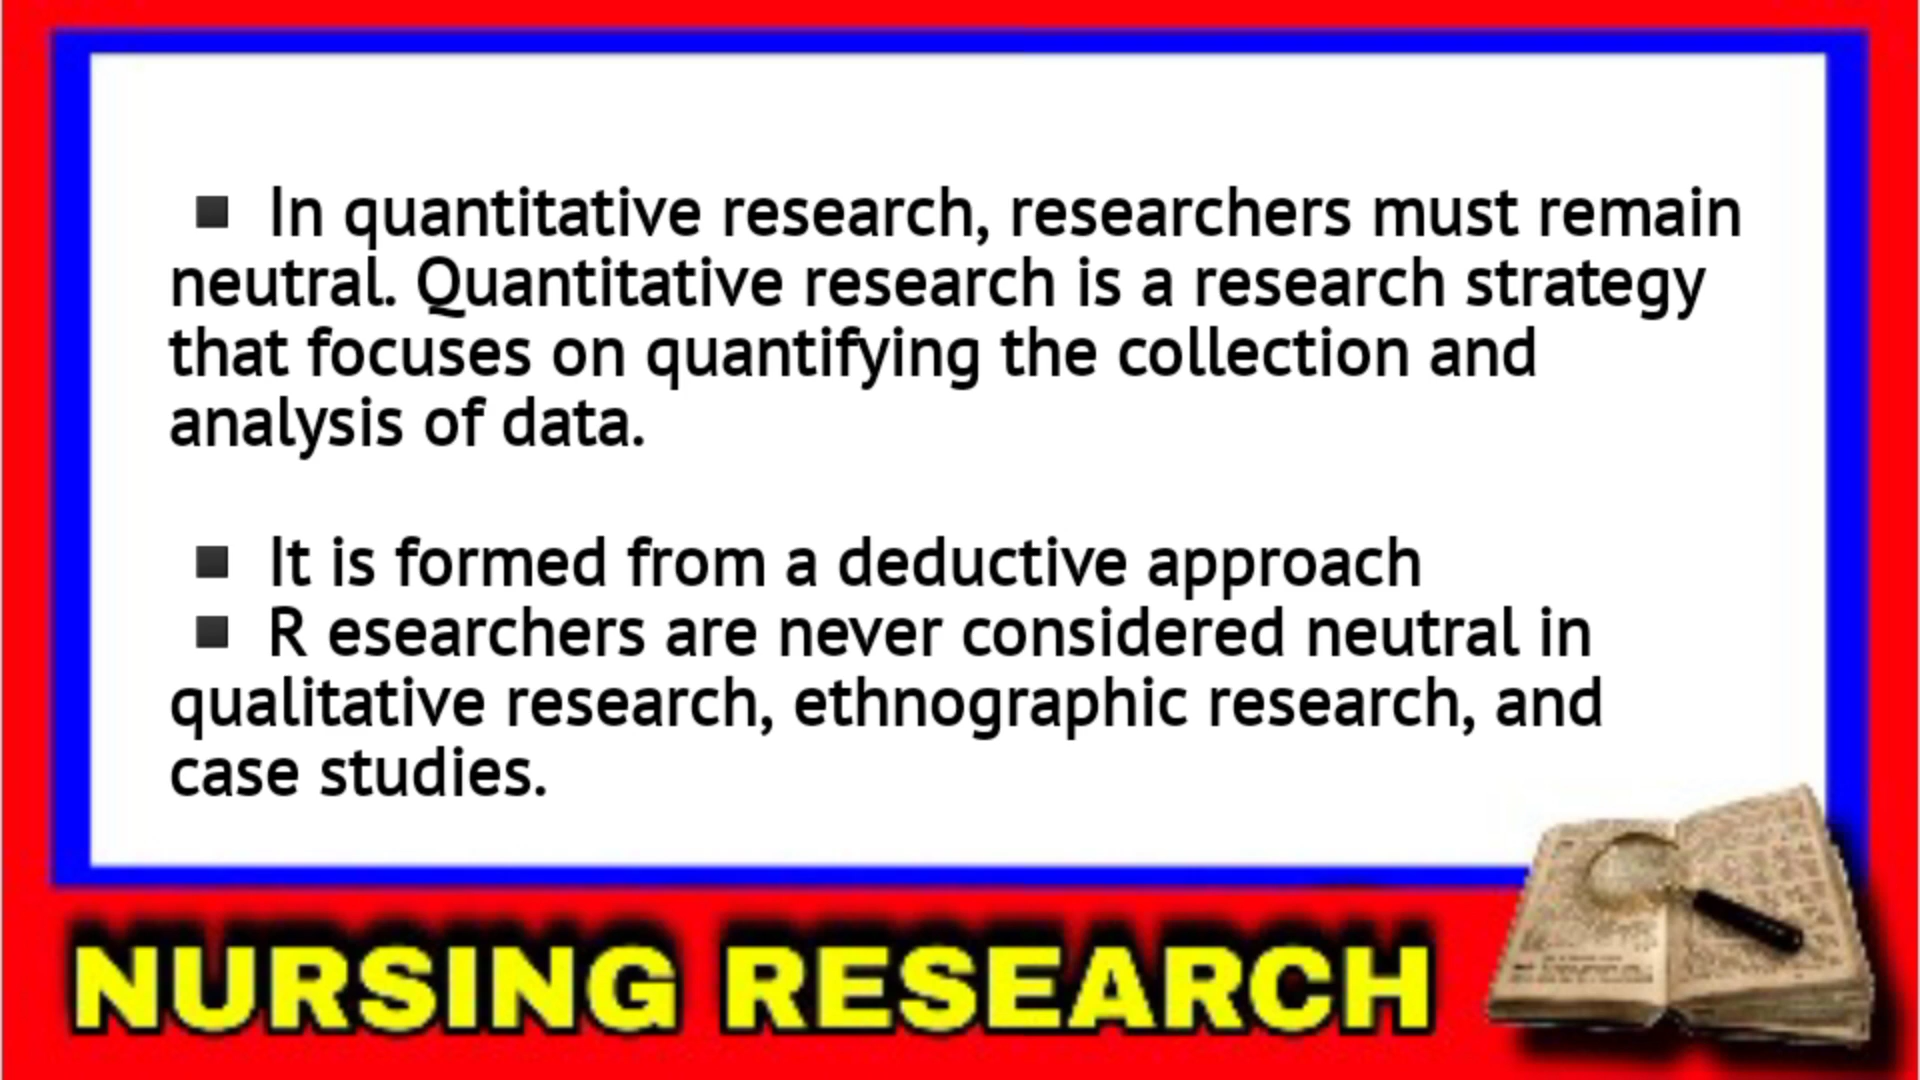 ▪ In quantitative research, researchers must remain
neutral. Quantitative research is a research strategy
that focuses on quantifying the collection and
analysis of data.
▪ It is formed from a deductive approach
▪ R esearchers are never considered neutral in
qualitative research, ethnographic research, and
case studies.
NURSING RESEARCH